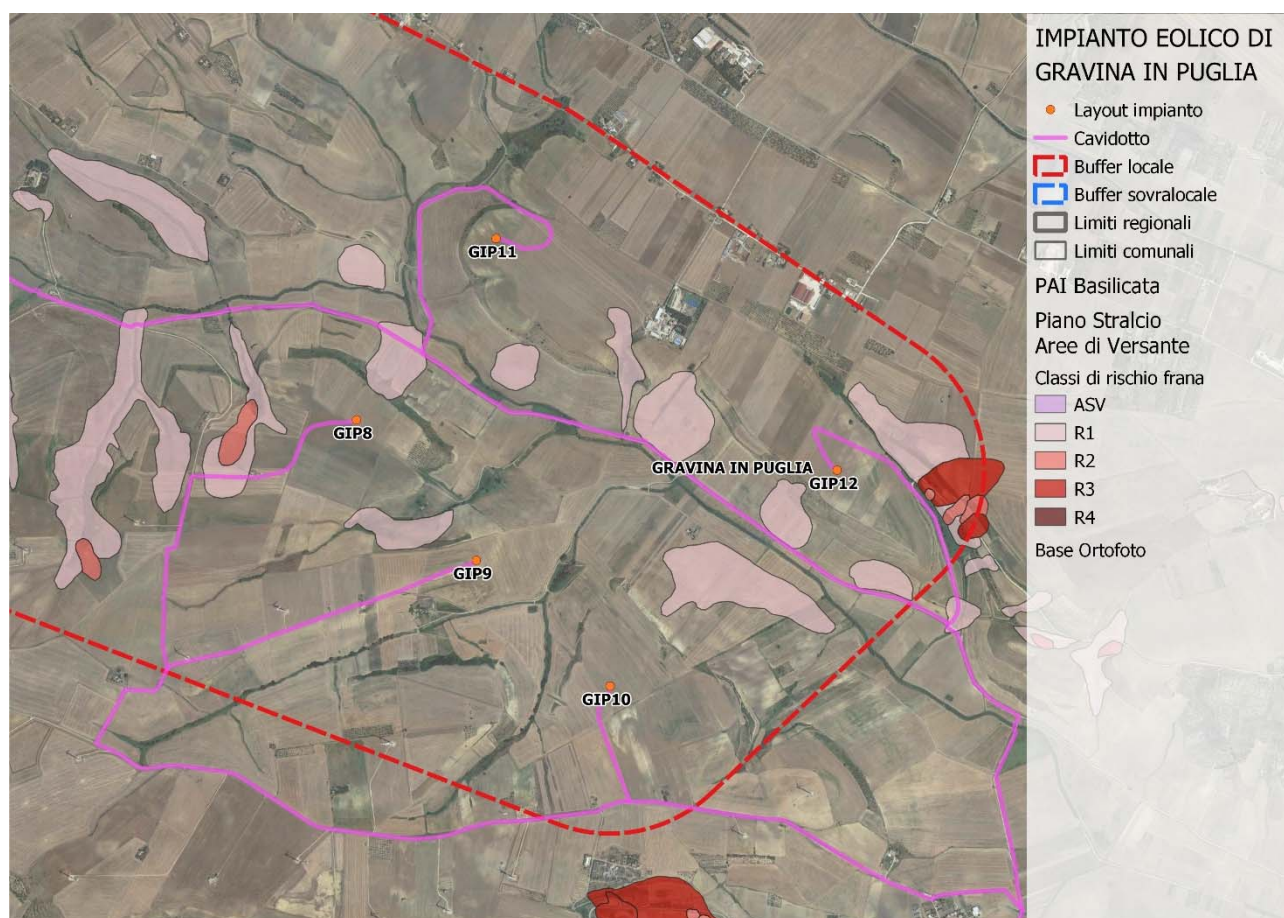 IMPIANTO EOLICO DI
GRAVINA IN PUGLIA
Layout impianto
Cavidotto
Buffer locale
Buffer sovralocale
Limiti regionali
Limiti comunali
PAI Basilicata
Piano Stralcio
Aree di Versante
Classi di rischio frana
ASV
R1
R2
R3
R4
Base Ortofoto
GIP11
GIP8
GRAVINA IN PUGLIA
GIP12
GIP9
GIP10